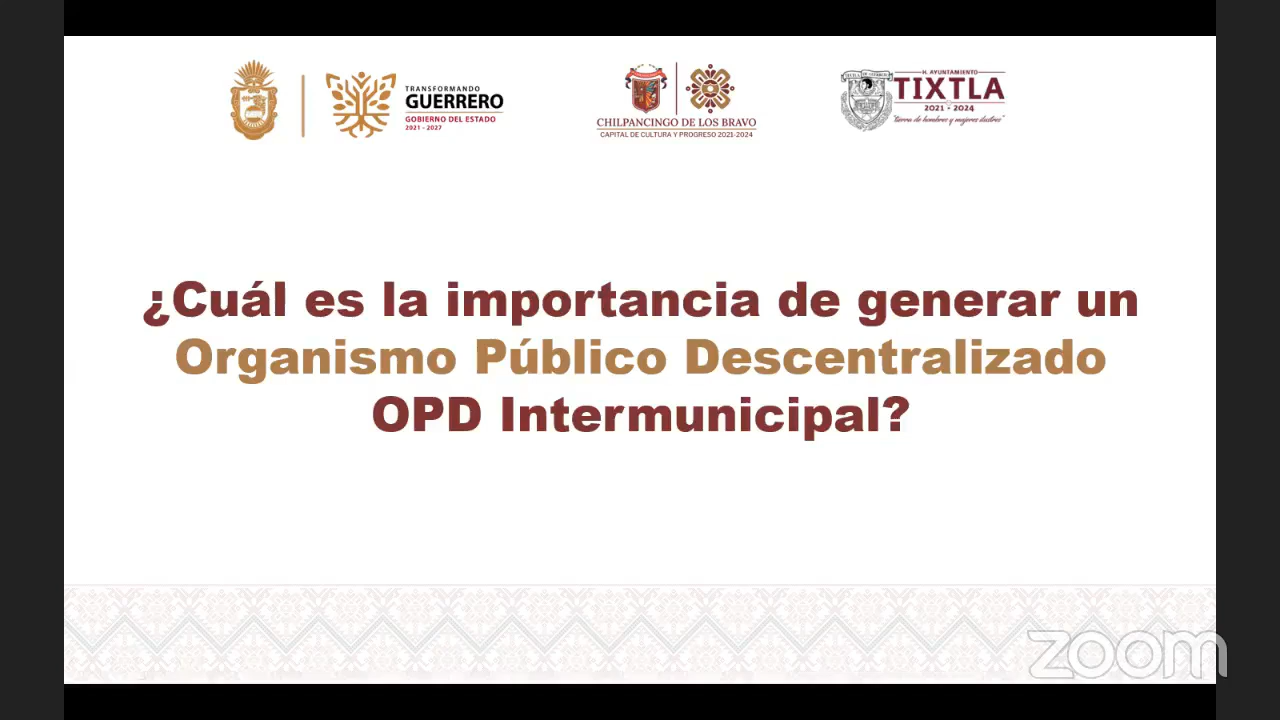 TRANSFORMANDO
GUERRERO
GOBIERNO DEL ESTADO
2021 - 2027
CHILPANCINGO DE LOS BRAVO
CAPITAL DE CULTURA Y PROGRESO 2021-2024
H. AYUNTAMIENTO
TIXTLA
2021 - 2024
"tierra de hombres y mujeres ilustres"
¿Cuál es la importancia de generar un
Organismo Público Descentralizado
OPD Intermunicipal?
zoom